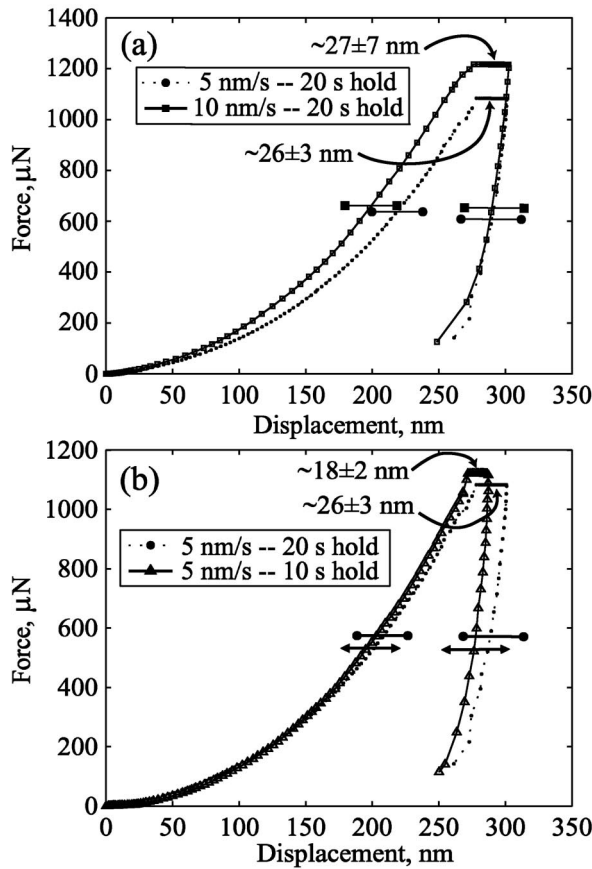 1400
1200
1000
800
600
400
200
0
Force, μN
(a)
~27±7 nm
5 nm/s -- 20 s hold
10 nm/s -- 20 s hold
~26±3 nm
0 50 100 150 200 250 300 350
Displacement, nm
1200
1000
800
600
400
200
0
Force, μN
(b)
~18±2 nm
~26±3 nm
5 nm/s -- 20 s hold
5 nm/s -- 10 s hold
0 50 100 150 200 250 300 350
Displacement, nm